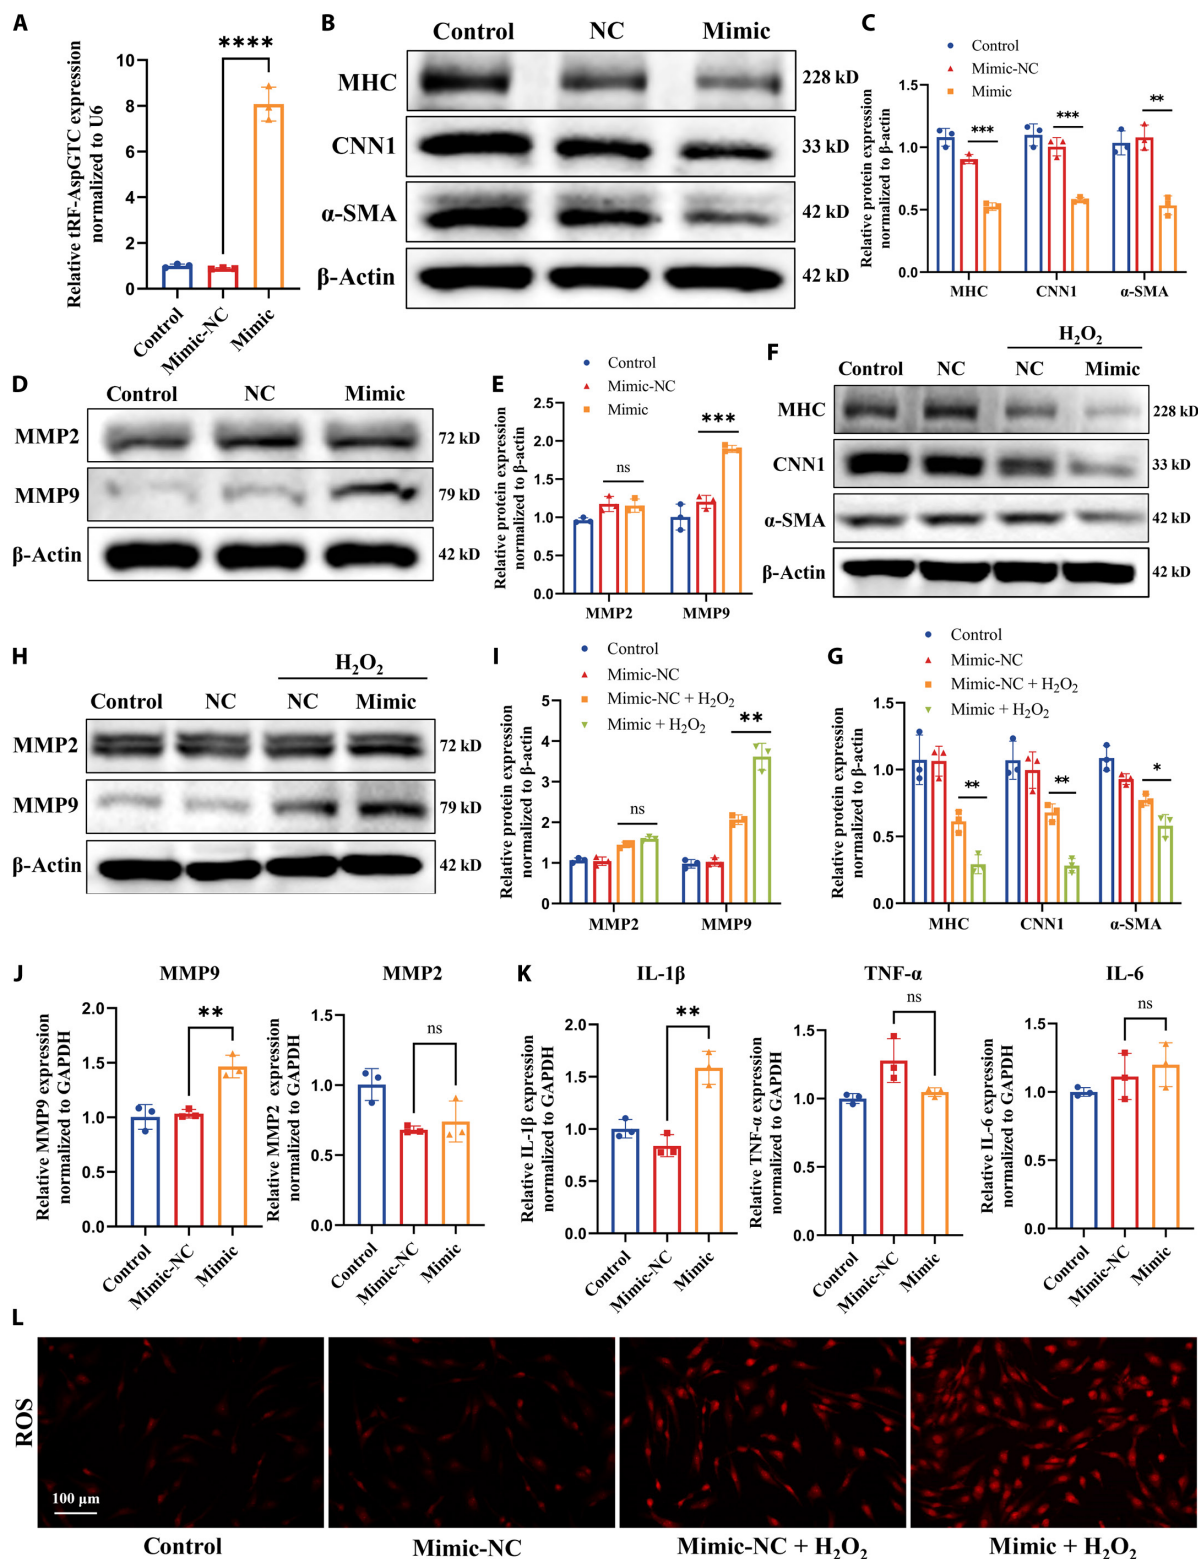 A
Relative tRF-AspGTC expression
normalized to U6
10
8
6
4
2
0
****
Control
Mimic-NC
Mimic
B
Control NC Mimic
MHC 228 kD
CNN1 33 kD
α-SMA 42 kD
β-Actin 42 kD
C
Control
Mimic-NC
Mimic
Relative protein expression
normalized to β-actin
1.5
1.0
0.5
0.0
*** *** **
MHC CNN1 α-SMA
D
Control NC Mimic
MMP2 72 kD
MMP9 79 kD
β-Actin 42 kD
E
Control
Mimic-NC
Mimic
Relative protein expression
normalized to β-actin
2.5
2.0
1.5
1.0
0.5
0.0
ns ***
MMP2 MMP9
F
H₂O₂
Control NC NC Mimic
MHC 228 kD
CNN1 33 kD
α-SMA 42 kD
β-Actin 42 kD
H
H₂O₂
Control NC NC Mimic
MMP2 72 kD
MMP9 79 kD
β-Actin 42 kD
I
Control
Mimic-NC
Mimic-NC + H₂O₂
Mimic + H₂O₂
Relative protein expression
normalized to β-actin
5
4
3
2
1
0
ns **
MMP2 MMP9
G
Control
Mimic-NC
Mimic-NC + H₂O₂
Mimic + H₂O₂
Relative protein expression
normalized to β-actin
1.5
1.0
0.5
0.0
** ** *
MHC CNN1 α-SMA
J
MMP9
Relative MMP9 expression
normalized to GAPDH
2.0
1.5
1.0
0.5
0.0
**
Control
Mimic-NC
Mimic
MMP2
Relative MMP2 expression
normalized to GAPDH
1.5
1.0
0.5
0.0
ns
Control
Mimic-NC
Mimic
K
IL-1β
Relative IL-1β expression
normalized to GAPDH
2.0
1.5
1.0
0.5
0.0
**
Control
Mimic-NC
Mimic
TNF-α
Relative TNF-α expression
normalized to GAPDH
1.5
1.0
0.5
0.0
ns
Control
Mimic-NC
Mimic
IL-6
Relative IL-6 expression
normalized to GAPDH
1.5
1.0
0.5
0.0
ns
Control
Mimic-NC
Mimic
L
ROS
100 μm
Control Mimic-NC Mimic-NC + H₂O₂ Mimic + H₂O₂